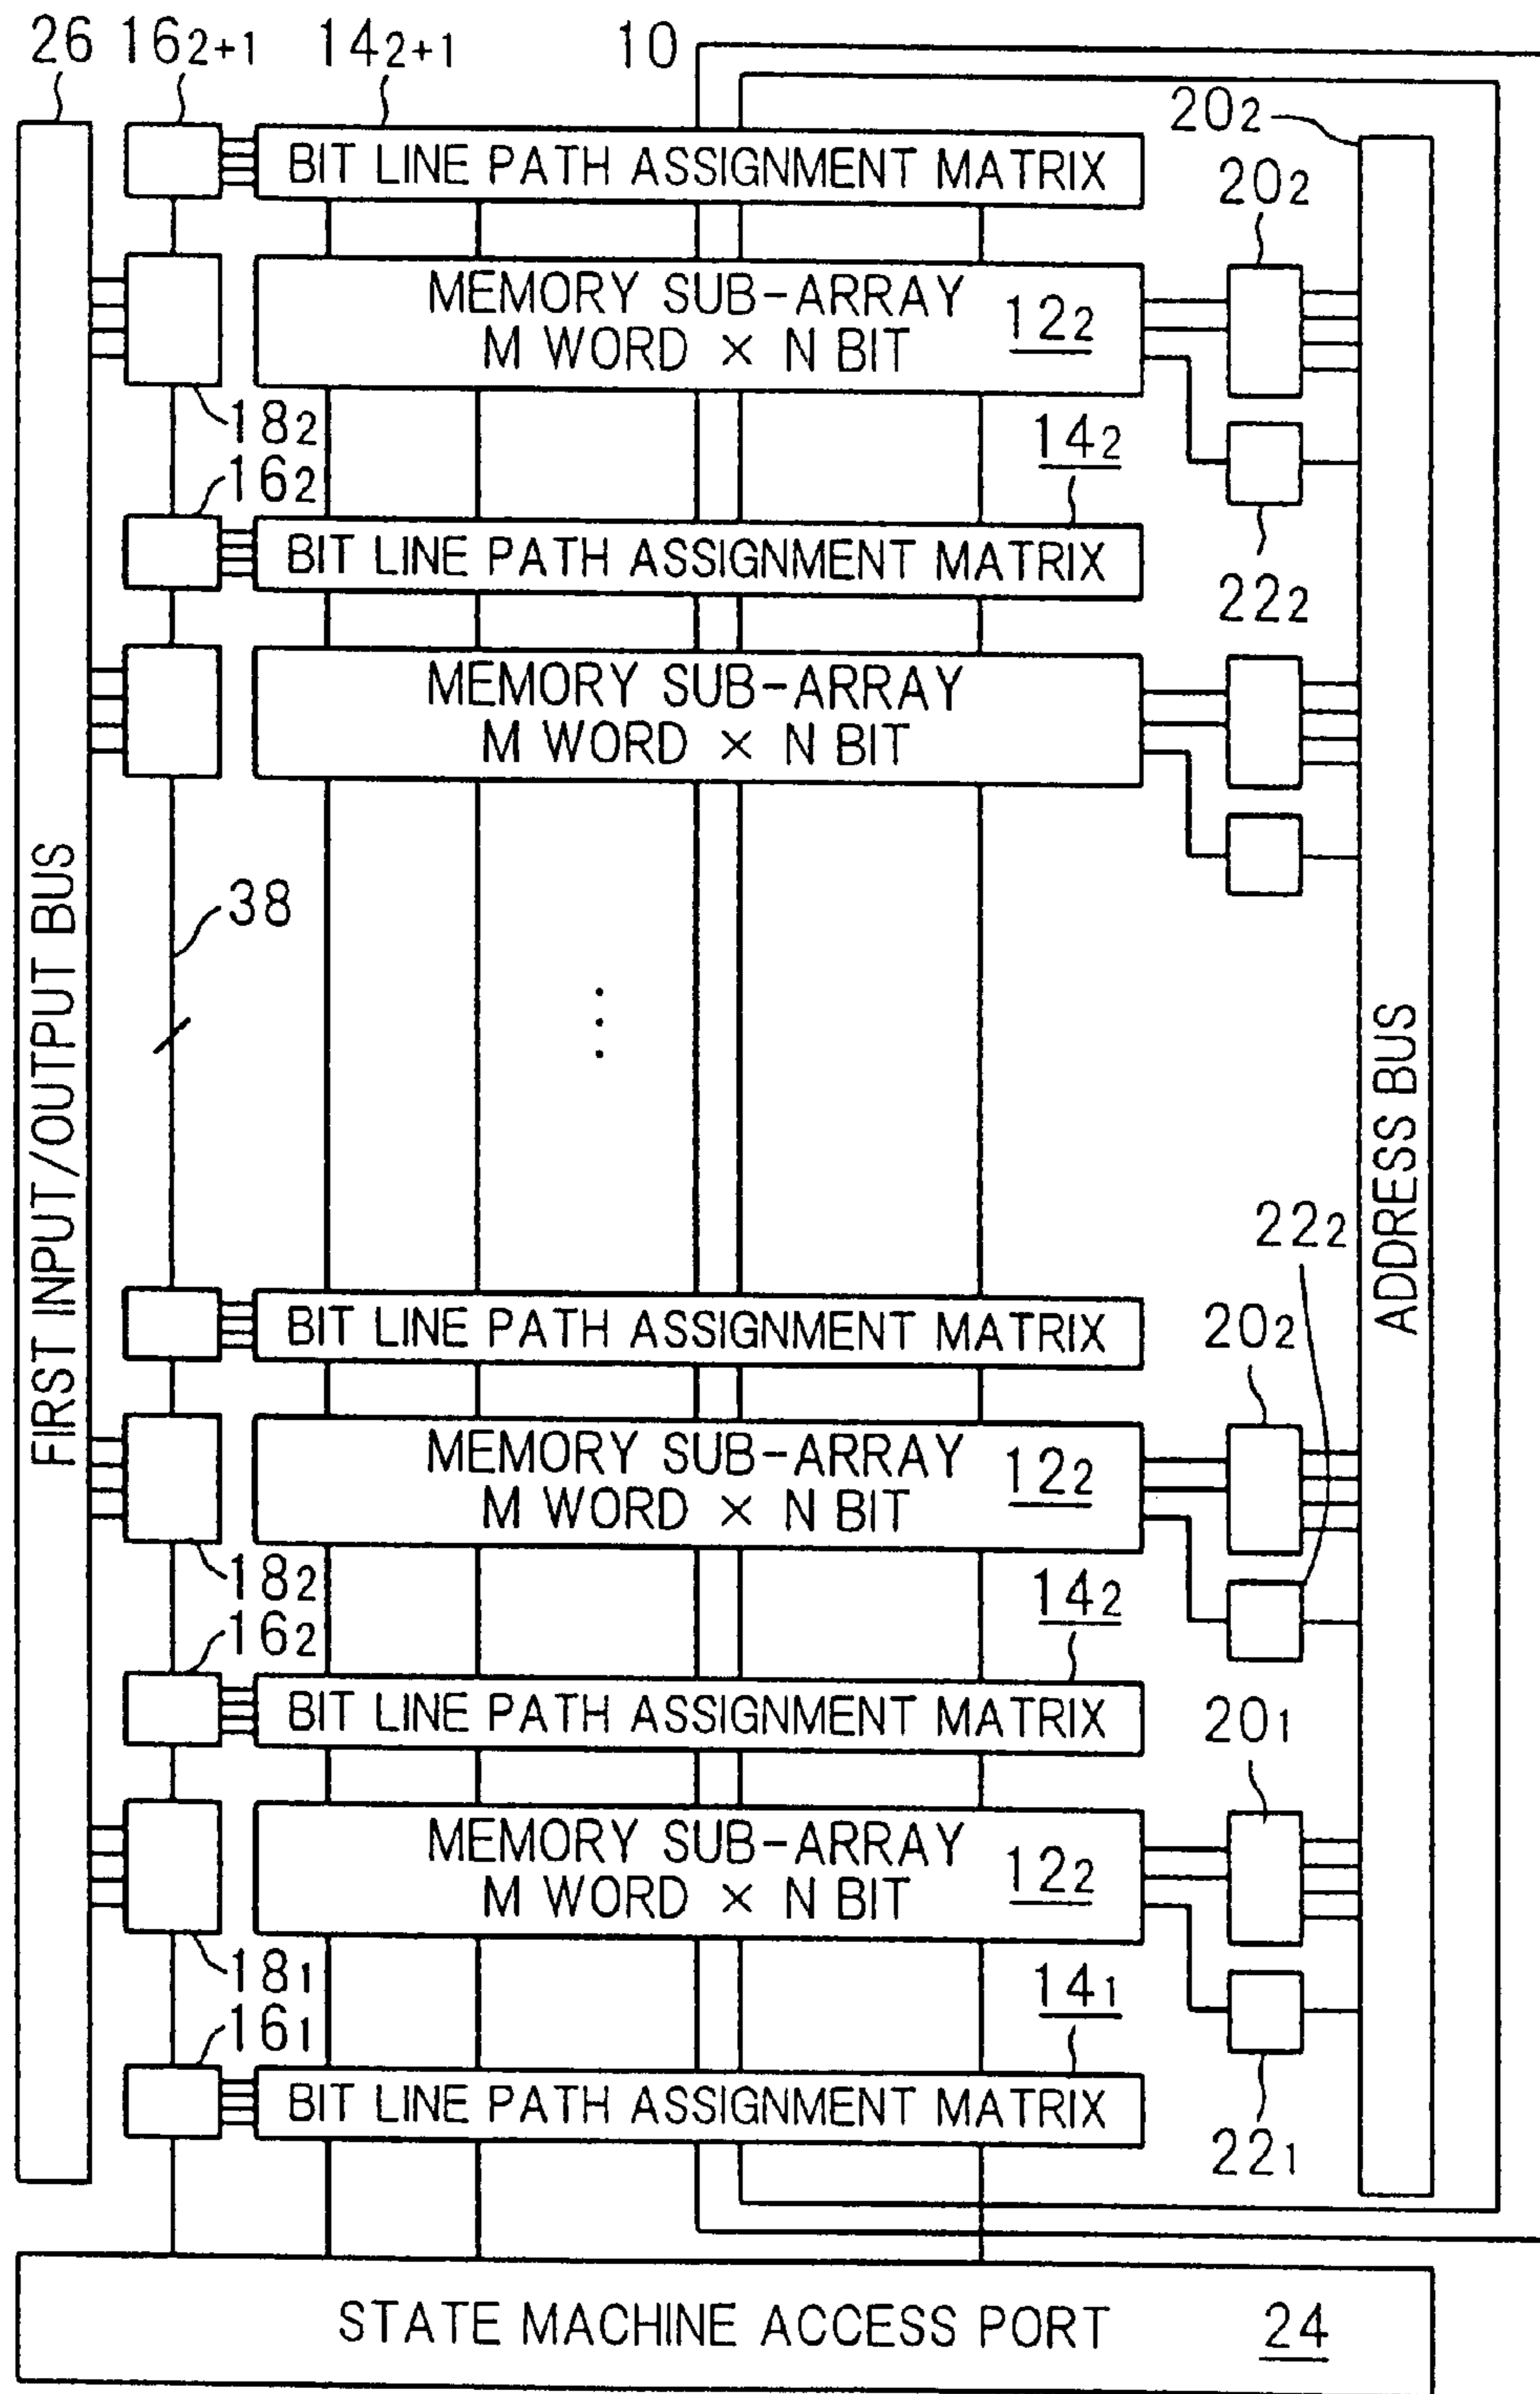 26 16₂₊₁ 14₂₊₁ 10
20₂
BIT LINE PATH ASSIGNMENT MATRIX
20₂
MEMORY SUB-ARRAY
M WORD × N BIT
12₂
18₂
14₂
16₂
BIT LINE PATH ASSIGNMENT MATRIX
22₂
MEMORY SUB-ARRAY
M WORD × N BIT
FIRST INPUT/OUTPUT BUS
38
ADDRESS BUS
22₂
BIT LINE PATH ASSIGNMENT MATRIX
20₂
MEMORY SUB-ARRAY
M WORD × N BIT
12₂
18₂
14₂
16₂
BIT LINE PATH ASSIGNMENT MATRIX
20₁
MEMORY SUB-ARRAY
M WORD × N BIT
12₂
18₁
14₁
16₁
BIT LINE PATH ASSIGNMENT MATRIX
22₁
STATE MACHINE ACCESS PORT 24